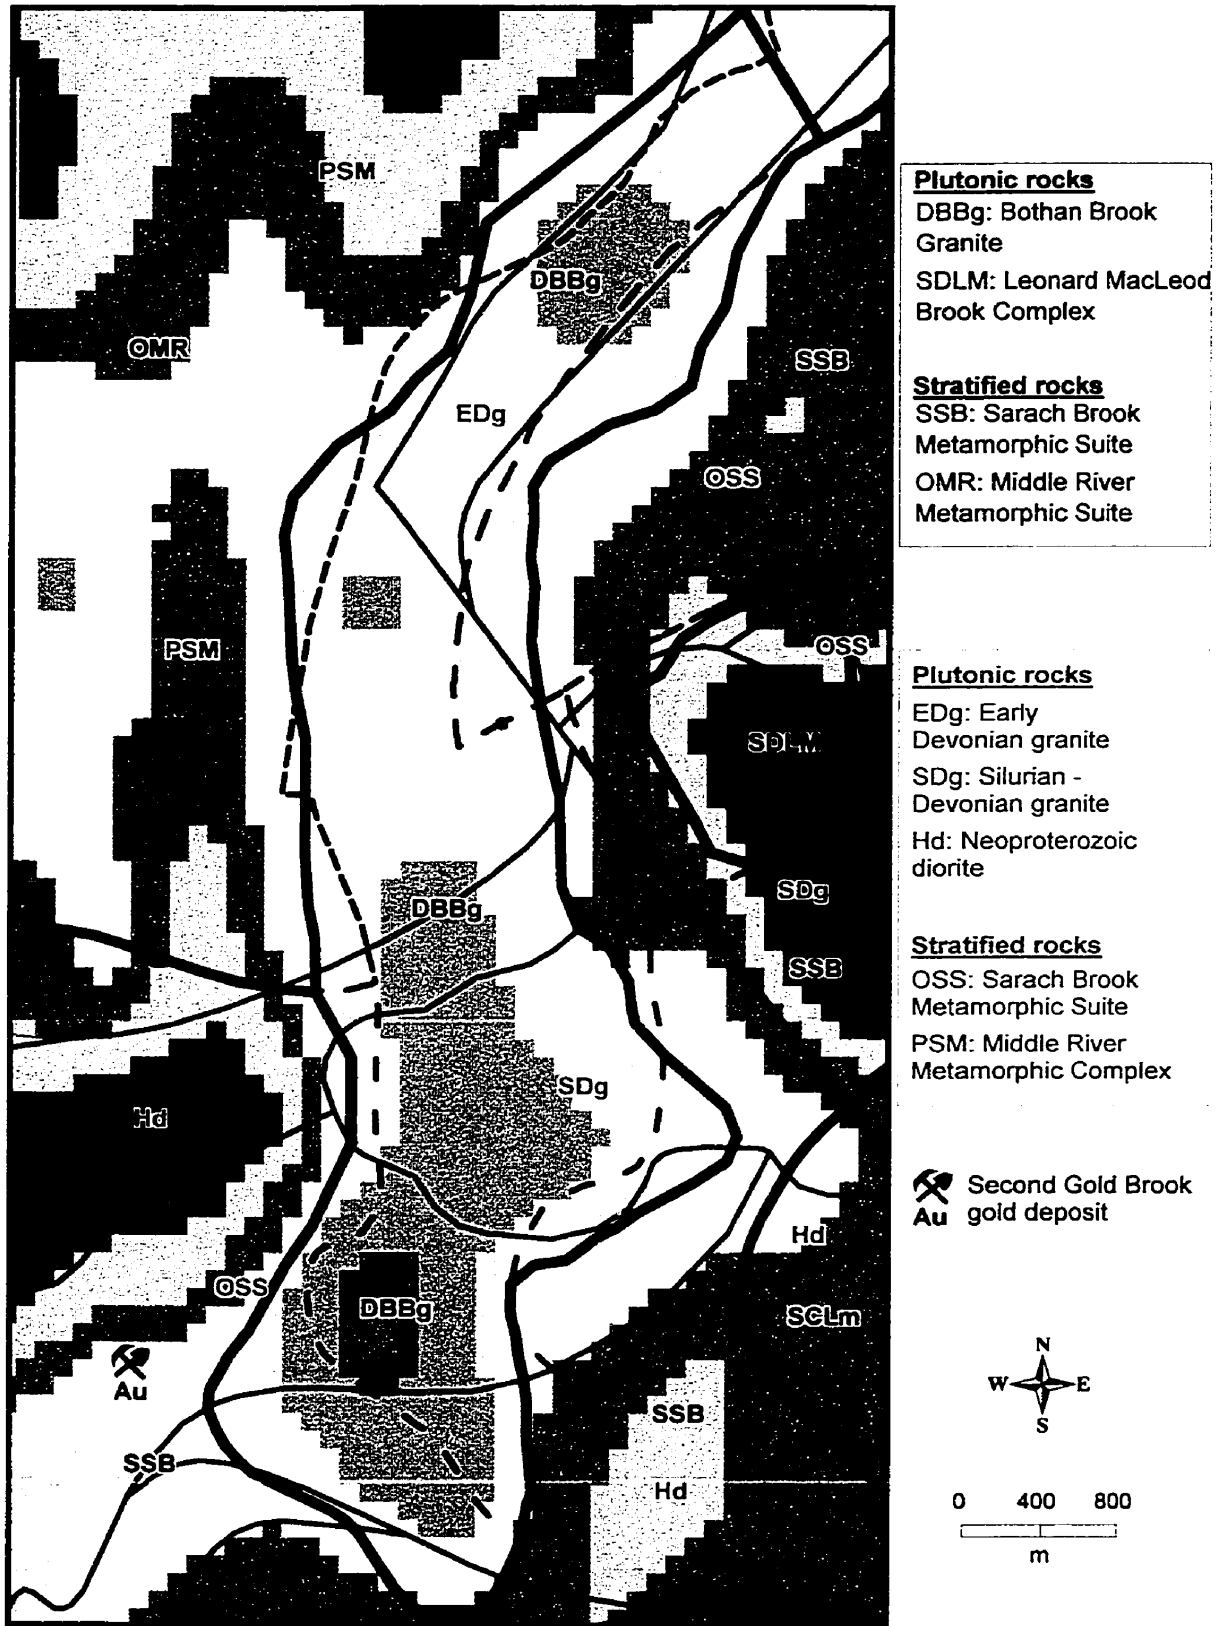 PSM
DBBg
OMR
SSB
EDg
OSS
PSM
OSS
SDLM
SDg
DBBg
SSB
SDg
Hd
Hd
OSS
DBBg
SCLm
Au
SSB
SSB
Hd
Plutonic rocks
DBBg: Bothan Brook
Granite
SDLM: Leonard MacLeod
Brook Complex
Stratified rocks
SSB: Sarach Brook
Metamorphic Suite
OMR: Middle River
Metamorphic Suite
Plutonic rocks
EDg: Early
Devonian granite
SDg: Silurian -
Devonian granite
Hd: Neoproterozoic
diorite
Stratified rocks
OSS: Sarach Brook
Metamorphic Suite
PSM: Middle River
Metamorphic Complex
Second Gold Brook
Au gold deposit
N
W E
S
0 400 800
m